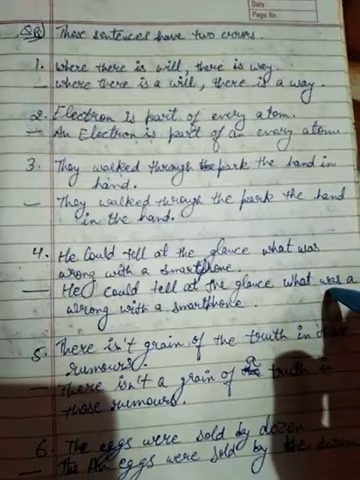 Date :
Page No.
Q8) These sentences have two errors.
1. where there is will, there is way.
— where there is a will, there is a way.
2. Electron is part of every atom.
— An Electron is part of an every atom.
3. They walked through the park the hand in
hand.
— They walked through the park the hand
in the hand.
4. He could tell at the glance what was
wrong with a smartphone.
— He could tell at the glance what was a
wrong with a smartphone.
5. There isn't grain of the truth in those
rumours.
— There isn't a grain of truth in
those rumours.
6. The eggs were sold by dozen
— The eggs were sold by the dozen